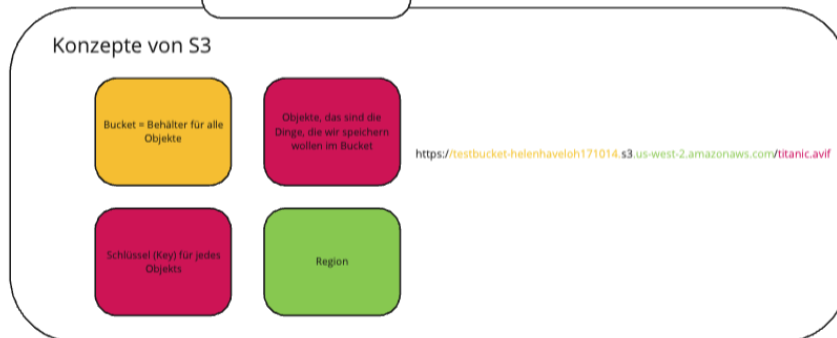 Konzepte von S3
Bucket = Behälter für alle
Objekte
Objekte, das sind die
Dinge, die wir speichern
wollen im Bucket
https:/testbucket-helenhaveloh171014.s3.us-west-2.amazonaws.com/titanic.avif
Schlüssel (Key) für jedes
Objekts
Region